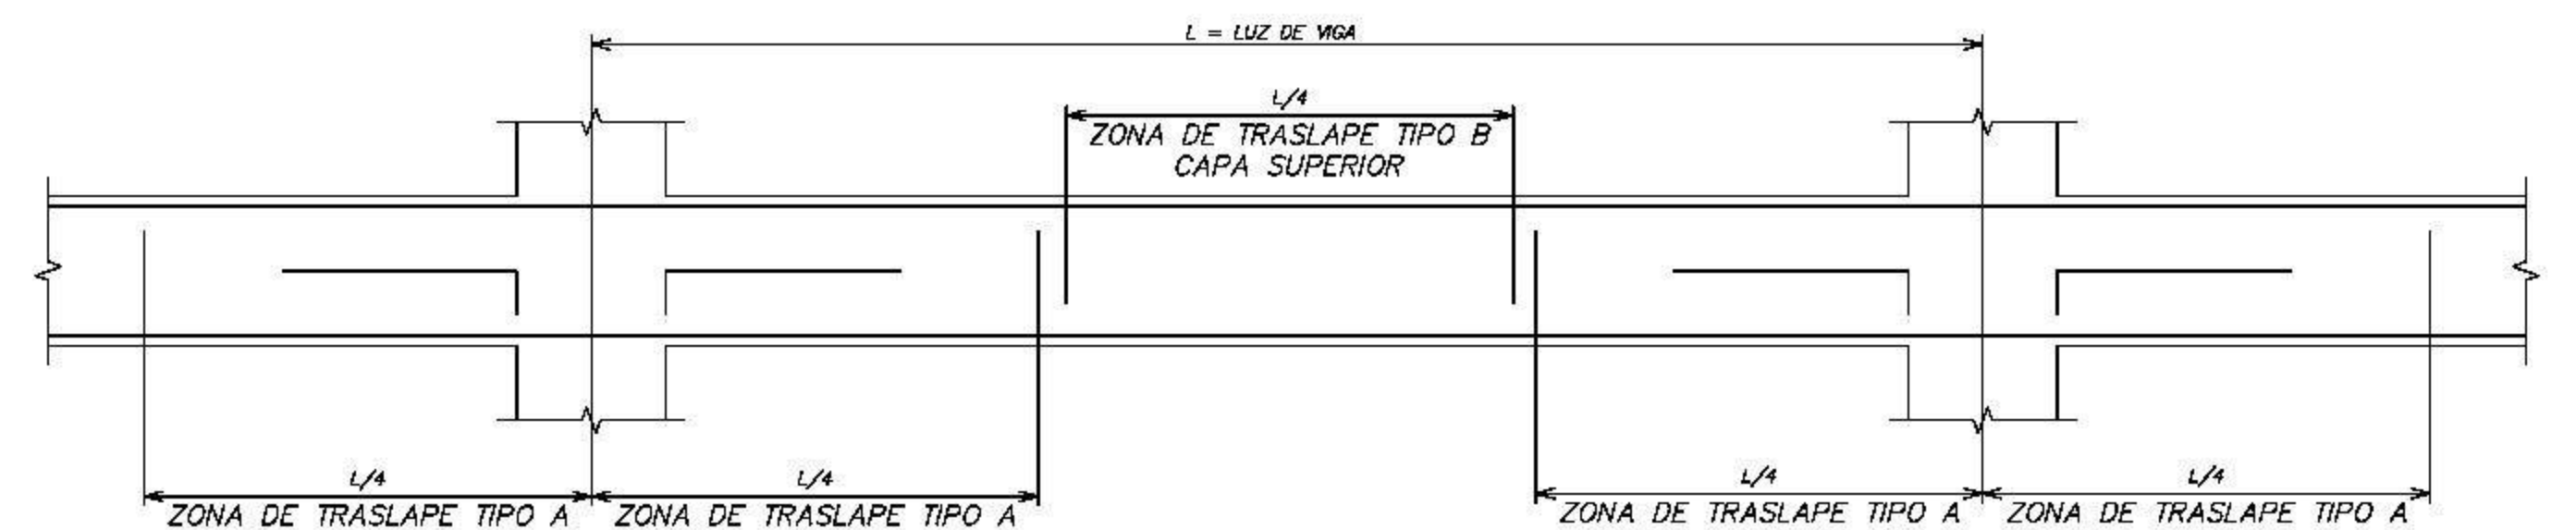 L = LUZ DE VIGA
L/4
ZONA DE TRASLAPE TIPO B
CAPA SUPERIOR
L/4
ZONA DE TRASLAPE TIPO A
L/4
ZONA DE TRASLAPE TIPO A
L/4
ZONA DE TRASLAPE TIPO A
L/4
ZONA DE TRASLAPE TIPO A